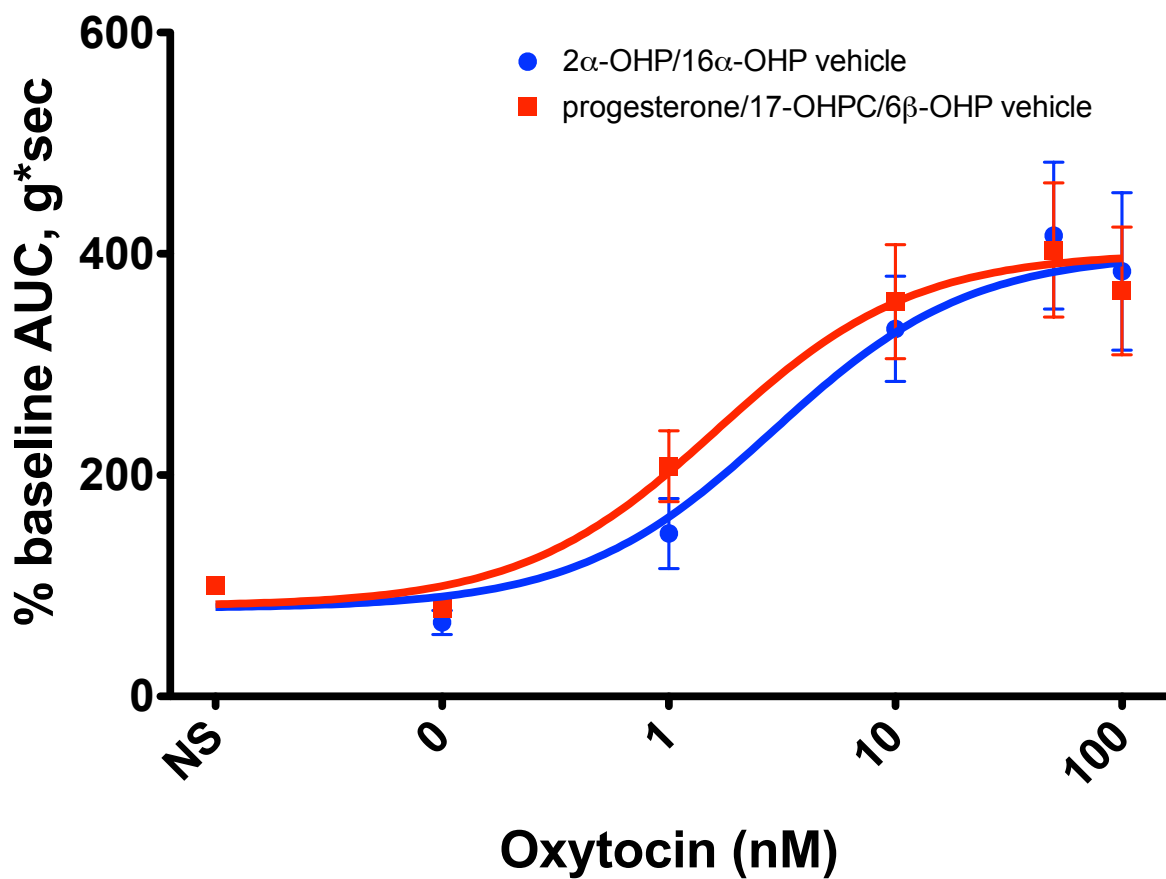 600
2α-OHP/16α-OHP vehicle
progesterone/17-OHPC/6β-OHP vehicle
% baseline AUC, g*sec
400
200
0
NS
0
1
10
100
Oxytocin (nM)